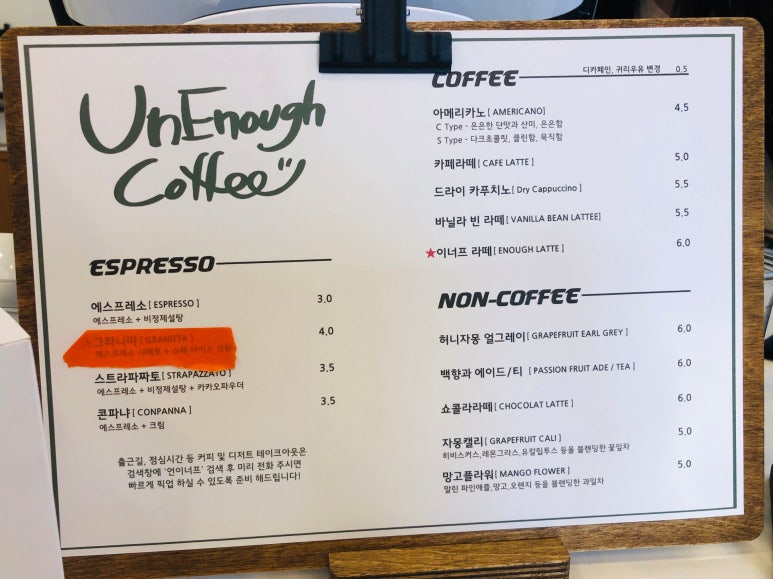 UnEnough
Coffee
ESPRESSO
에스프레소 [ ESPRESSO ] 3.0
에스프레소 + 비정제설탕
그라니따 [ GRANITTA ] 4.0
에스프레소 샤베트 + 수제 아이스 크림
스트라파짜토 [ STRAPAZZATO ] 3.5
에스프레소 + 비정제설탕 + 카카오파우더
콘파냐 [ CONPANNA ] 3.5
에스프레소 + 크림
출근길, 점심시간 등 커피 및 디저트 테이크아웃은
검색창에 '언이너프' 검색 후 미리 전화 주시면
빠르게 픽업 하실 수 있도록 준비 해드립니다!
COFFEE 디카페인, 귀리우유 변경 0.5
아메리카노 [ AMERICANO] 4.5
C Type - 은은한 단맛과 산미, 은은함
S Type - 다크초콜릿, 클린함, 묵직함
카페라떼 [ CAFE LATTE ] 5.0
드라이 카푸치노 [ Dry Cappuccino ] 5.5
바닐라 빈 라떼 [ VANILLA BEAN LATTEE] 5.5
★이너프 라떼 [ ENOUGH LATTE ] 6.0
NON-COFFEE
허니자몽 얼그레이 [ GRAPEFRUIT EARL GREY ] 6.0
백향과 에이드/티 [ PASSION FRUIT ADE / TEA ] 6.0
쇼콜라라떼 [ CHOCOLAT LATTE ] 6.0
자몽캘리 [ GRAPEFRUIT CALI ] 5.0
히비스커스,레몬그라스,유칼립투스 등을 블렌딩한 꽃잎차
망고플라워 [ MANGO FLOWER ] 5.0
말린 파인애플,망고,오렌지 등을 블렌딩한 과일차